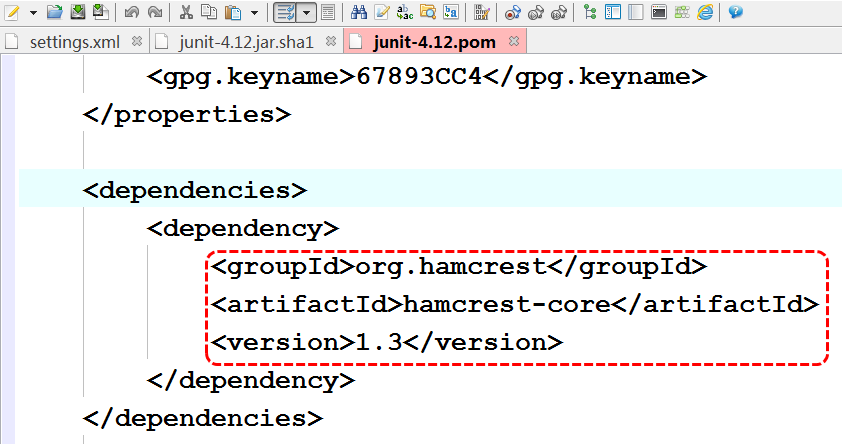 settings.xml
junit-4.12.jar.sha1
junit-4.12.pom
<gpg.keyname>67893CC4</gpg.keyname>
</properties>
<dependencies>
<dependency>
<groupId>org.hamcrest</groupId>
<artifactId>hamcrest-core</artifactId>
<version>1.3</version>
</dependency>
</dependencies>